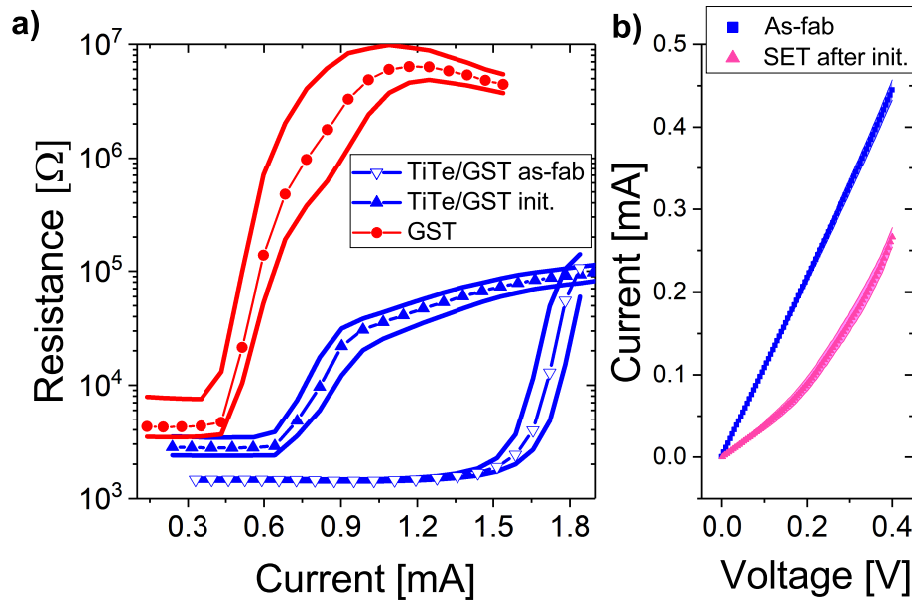 a)
10⁷
10⁶
10⁵
10⁴
10³
Resistance [Ω]
TiTe/GST as-fab
TiTe/GST init.
GST
0.3 0.6 0.9 1.2 1.5 1.8
Current [mA]
b)
As-fab
SET after init.
0.5
0.4
0.3
0.2
0.1
0.0
Current [mA]
0.0 0.2 0.4
Voltage [V]